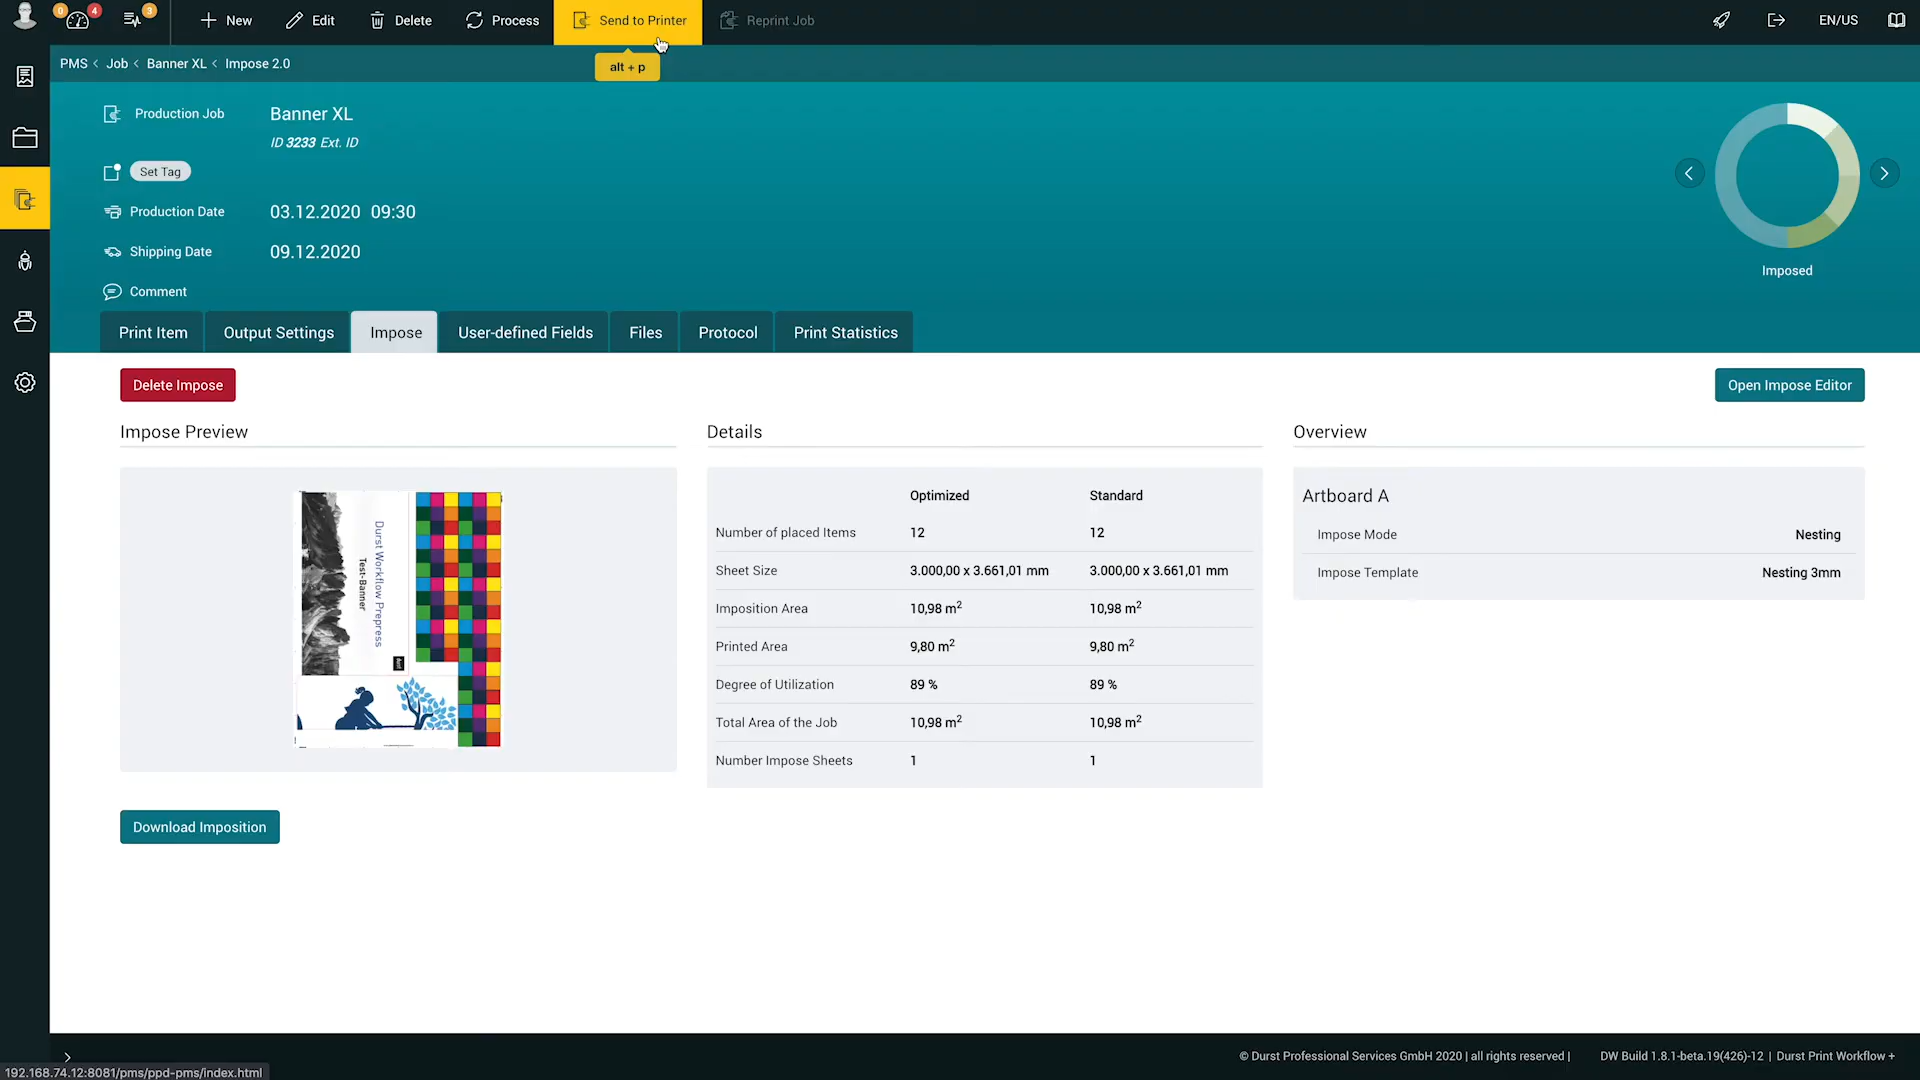 0 4 3 New Edit Delete Process Send to Printer Reprint Job EN/US
PMS < Job < Banner XL < Impose 2.0
alt + p
Production Job Banner XL
ID 3233 Ext. ID
Set Tag
Production Date 03.12.2020 09:30
Shipping Date 09.12.2020
Imposed
Comment
Print Item Output Settings Impose User-defined Fields Files Protocol Print Statistics
Delete Impose Open Impose Editor
Impose Preview Details Overview
Optimized Standard
Artboard A
Number of placed Items 12 12
Impose Mode Nesting
Sheet Size 3.000,00 x 3.661,01 mm 3.000,00 x 3.661,01 mm
Impose Template Nesting 3mm
Imposition Area 10,98 m² 10,98 m²
Printed Area 9,80 m² 9,80 m²
Degree of Utilization 89 % 89 %
Total Area of the Job 10,98 m² 10,98 m²
Number Impose Sheets 1 1
Durst Workflow Prepress
Test-Banner
Download Imposition
© Durst Professional Services GmbH 2020 | all rights reserved | DW Build 1.8.1-beta.19(426)-12 | Durst Print Workflow +
192.168.74.12:8081/pms/ppd-pms/index.html